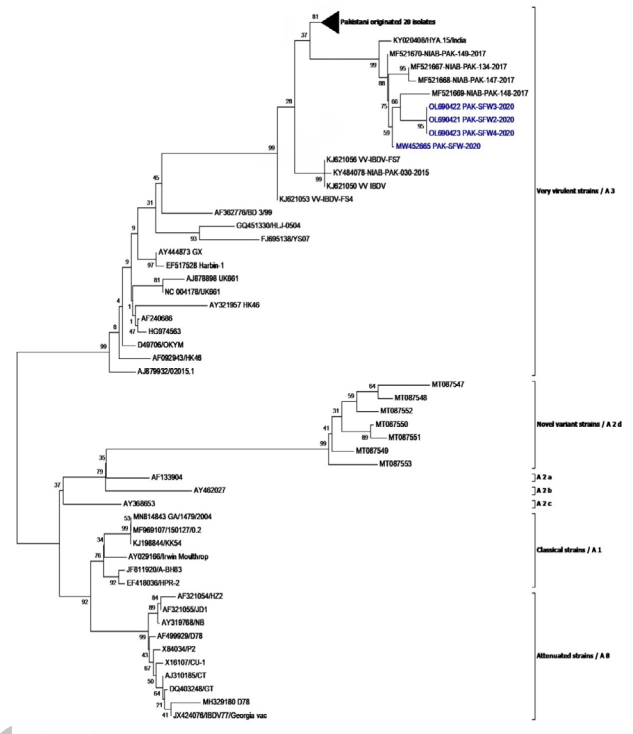 81
Pakistani originated 20 isolates
37
KY020408/HYA.15/India
99
MF521670-NIAB-PAK-149-2017
95
MF521667-NIAB-PAK-134-2017
88
MF521668-NIAB-PAK-147-2017
28
MF521669-NIAB-PAK-148-2017
75
66
OL690422 PAK-SFW3-2020
OL690421 PAK-SFW2-2020
95
OL690423 PAK-SFW4-2020
59
MW452665 PAK-SFW-2020
99
KJ621056 VV-IBDV-FS7
KY484078-NIAB-PAK-030-2015
99
KJ621050 VV IBDV
45
KJ621053 VV-IBDV-FS4
Very virulent strains / A 3
31
AF362776/BD 3/99
GQ451330/HLJ-0504
93
FJ695138/YS07
9
AY444873 GX
97
EF517528 Harbin-1
9
81
AJ878898 UK661
NC 004178/UK661
4
1
AY321957 HK46
AF240686
1
47
HG974563
8
D49706/OKYM
99
AF092943/HK46
AJ879932/02015.1
64
MT087547
59
MT087548
31
MT087552
41
MT087550
89
MT087551
99
MT087549
MT087553
Novel variant strains / A 2 d
35
79
AF133904
A 2 a
37
AY462027
A 2 b
AY368653
A 2 c
53
MN814843 GA/1479/2004
99
MF969107/150127/0.2
34
KJ198844/KK54
76
AY029166/Irwin Moulthrop
JF811920/A-BH83
92
EF418036/HPR-2
Classical strains / A 1
92
84
AF321054/HZ2
89
AF321055/JD1
AY319768/NB
99
AF499929/D78
43
X84034/P2
67
X16107/CU-1
AJ310185/CT
50
DQ403248/GT
64
MH329180 D78
21
41
JX424076/IBDV77/Georgia vac
Attenuated strains / A 8